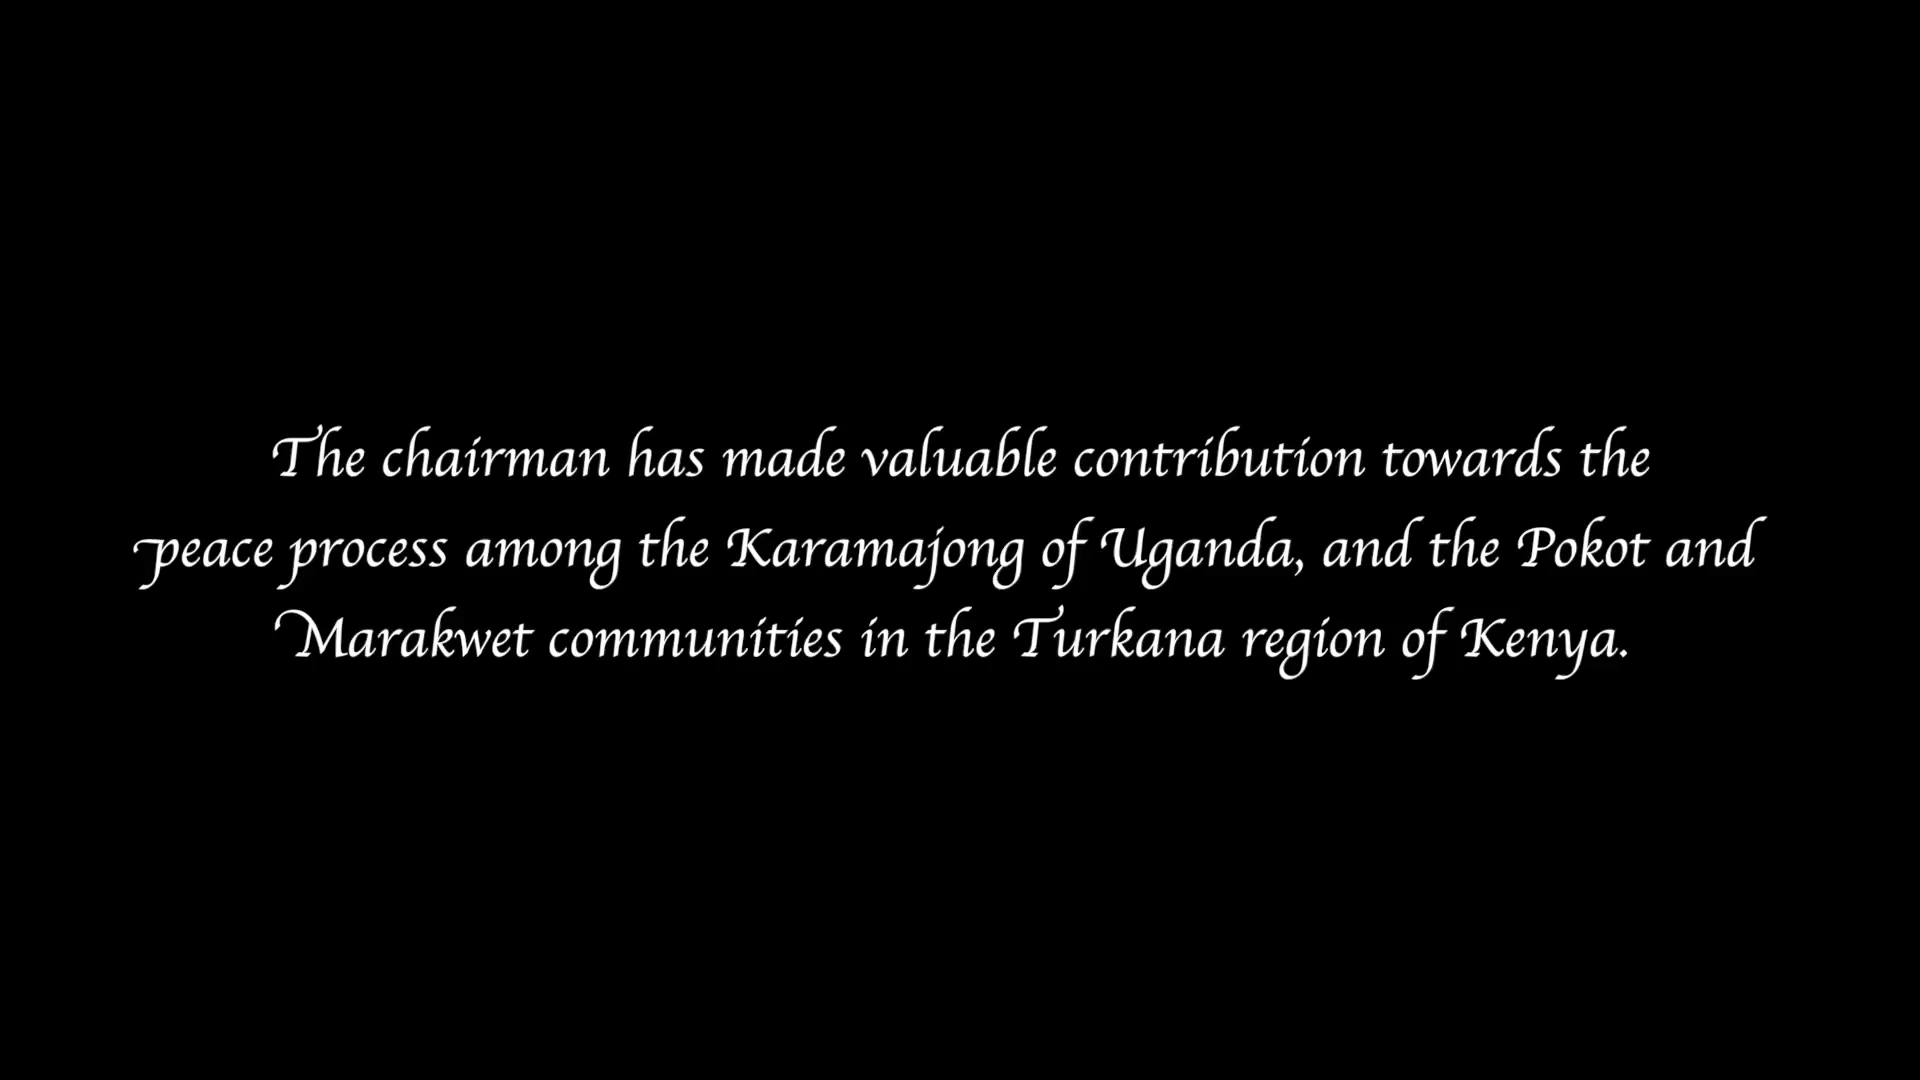 The chairman has made valuable contribution towards the
peace process among the Karamajong of Uganda, and the Pokot and
Marakwet communities in the Turkana region of Kenya.